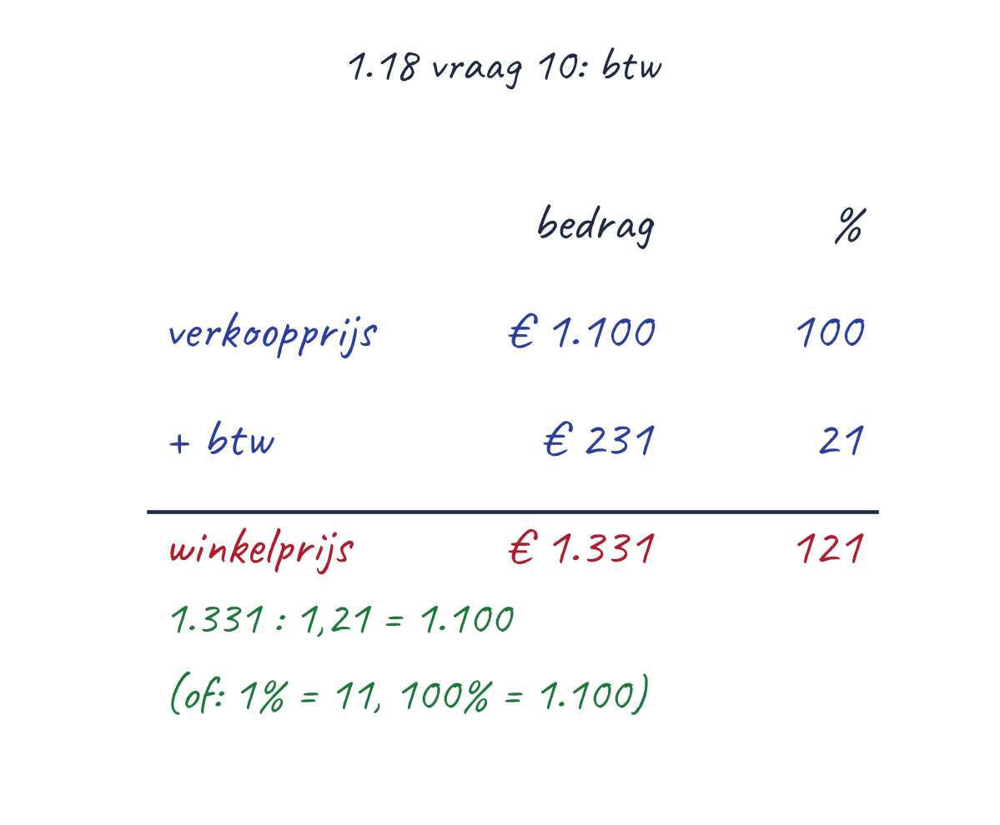 1.18 vraag 10: btw
bedrag %
verkoopprijs € 1.100 100
+ btw € 231 21
winkelprijs € 1.331 121
1.331 : 1,21 = 1.100
(of: 1% = 11, 100% = 1.100)